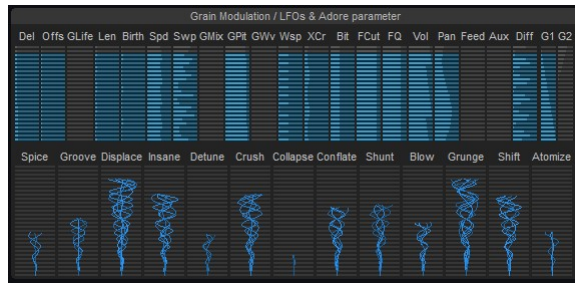 Grain Modulation / LFOs & Adore parameter
Del Offs GLife Len Birth Spd Swp GMix GPit GWv Wsp XCr Bit FCut FQ Vol Pan Feed Aux Diff G1 G2
Spice Groove Displace Insane Detune Crush Collapse Conflate Shunt Blow Grunge Shift Atomize